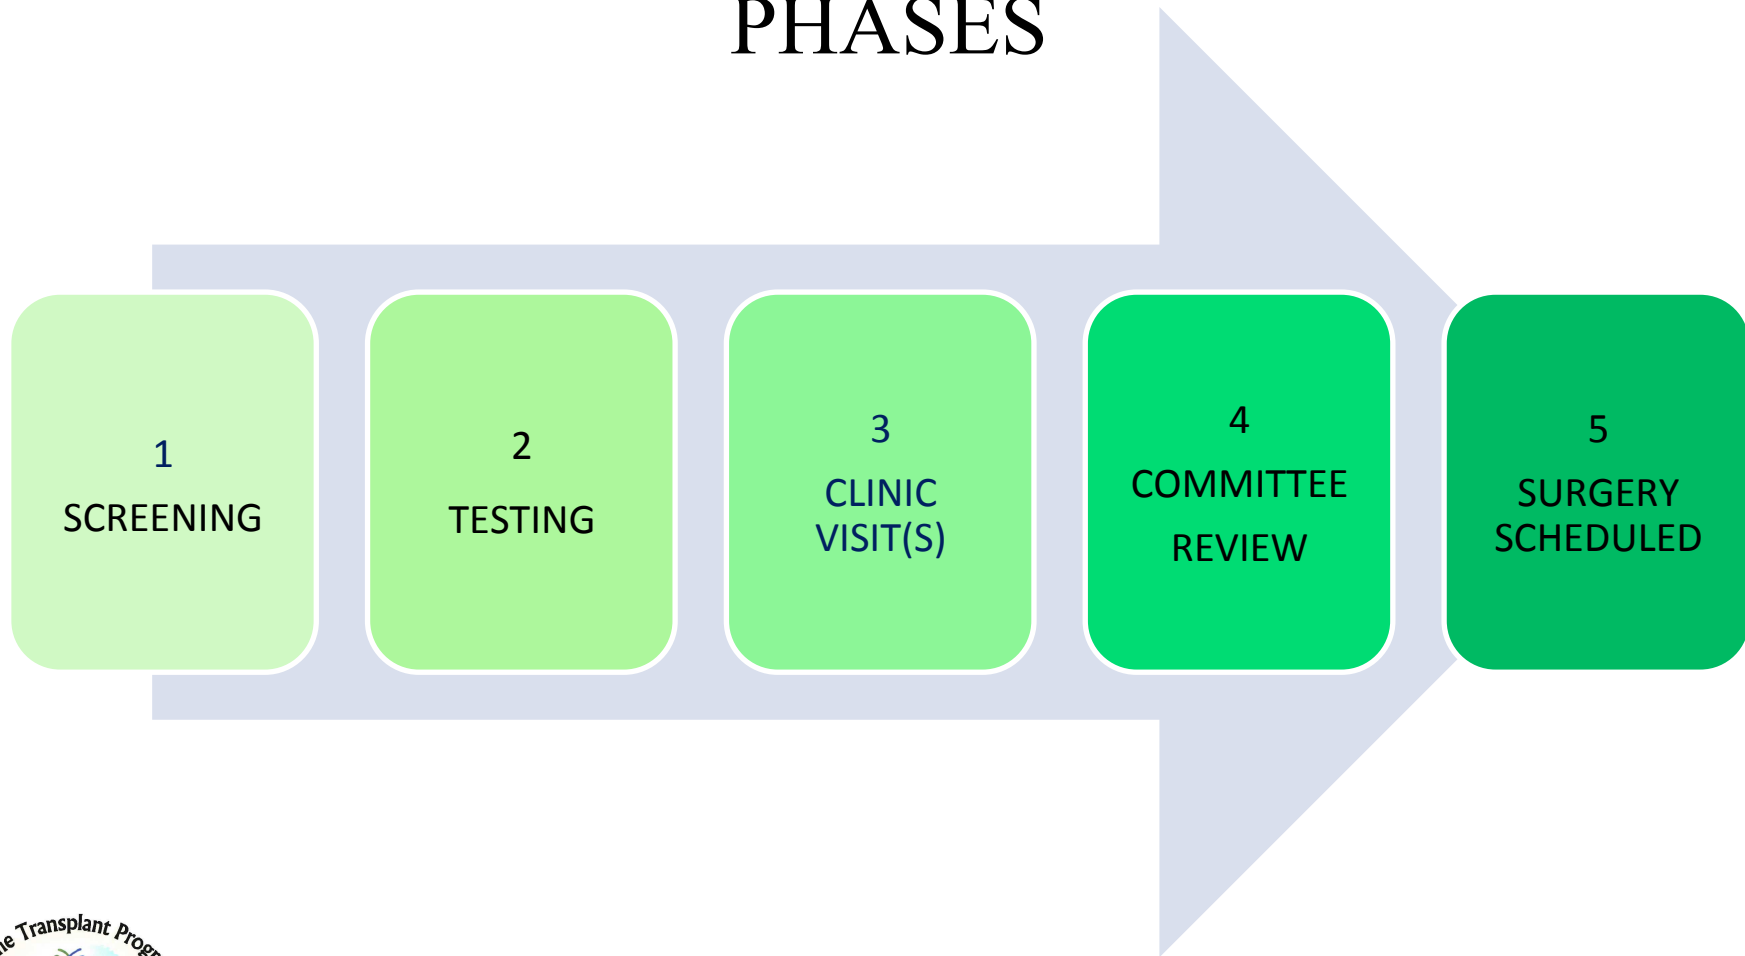 PHASES
1
SCREENING
2
TESTING
3
CLINIC
VISIT(S)
4
COMMITTEE
REVIEW
5
SURGERY
SCHEDULED
Transplant